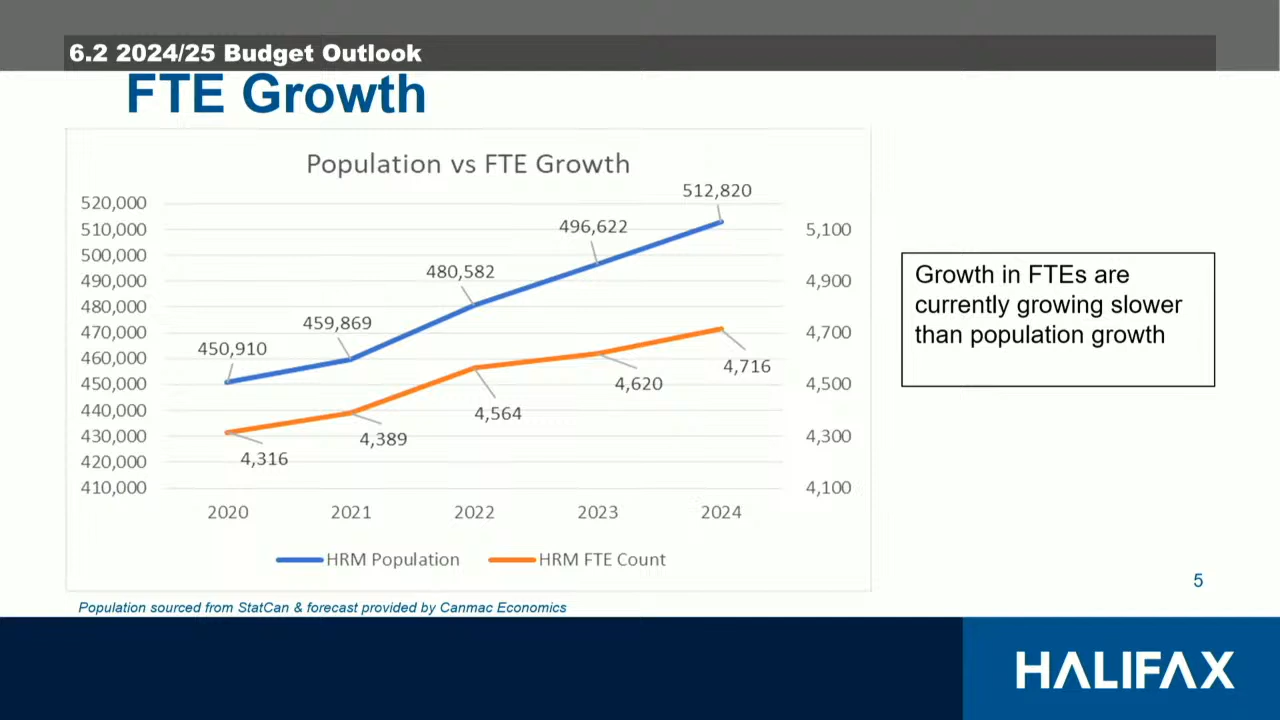 6.2 2024/25 Budget Outlook
FTE Growth
Population vs FTE Growth
520,000
510,000
500,000
490,000
480,000
470,000
460,000
450,000
440,000
430,000
420,000
410,000
450,910
459,869
480,582
496,622
512,820
4,316
4,389
4,564
4,620
4,716
5,100
4,900
4,700
4,500
4,300
4,100
2020 2021 2022 2023 2024
HRM Population HRM FTE Count
Growth in FTEs are
currently growing slower
than population growth
5
Population sourced from StatCan & forecast provided by Canmac Economics
HALIFAX